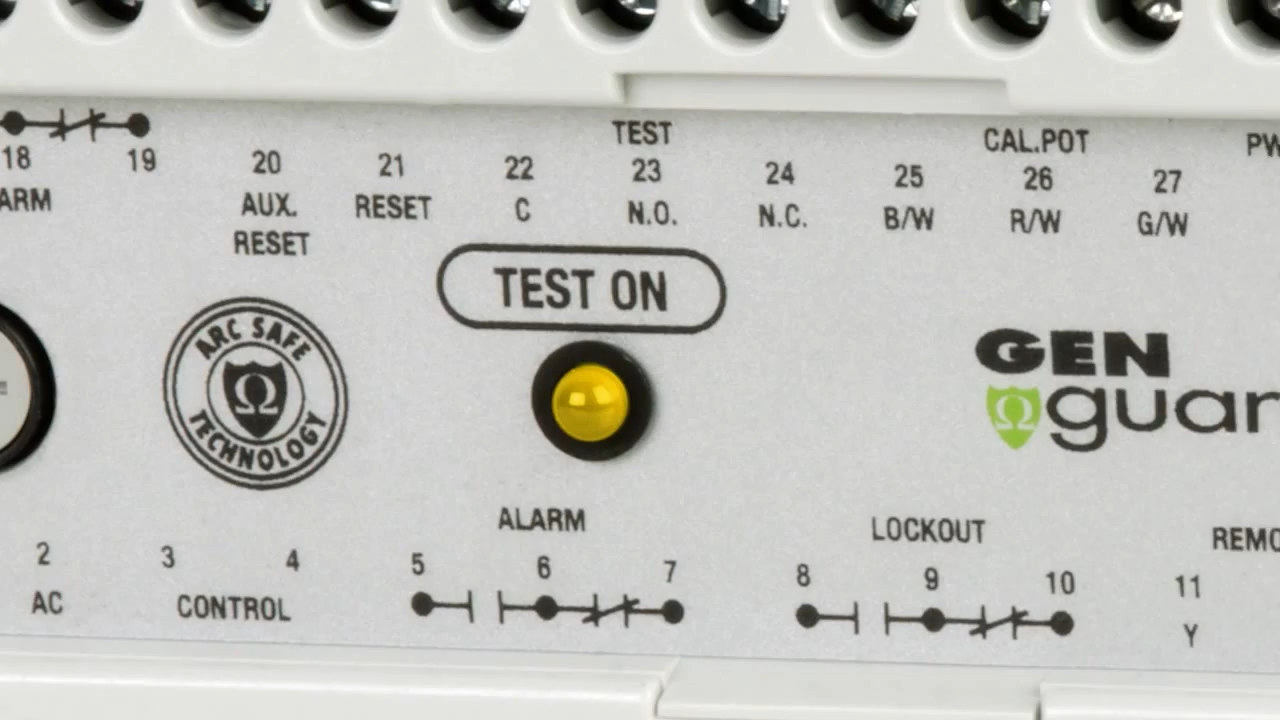 TEST
CAL.POT
PW
18 19 20 21 22 23 24 25 26 27
ARM
AUX.
RESET
RESET
C
N.O.
N.C.
B/W
R/W
G/W
TEST ON
ARC SAFE
Ω
TECHNOLOGY
GEN
Ω guar
ALARM
LOCKOUT
REMO
2 3 4 5 6 7 8 9 10 11
AC
CONTROL
Y